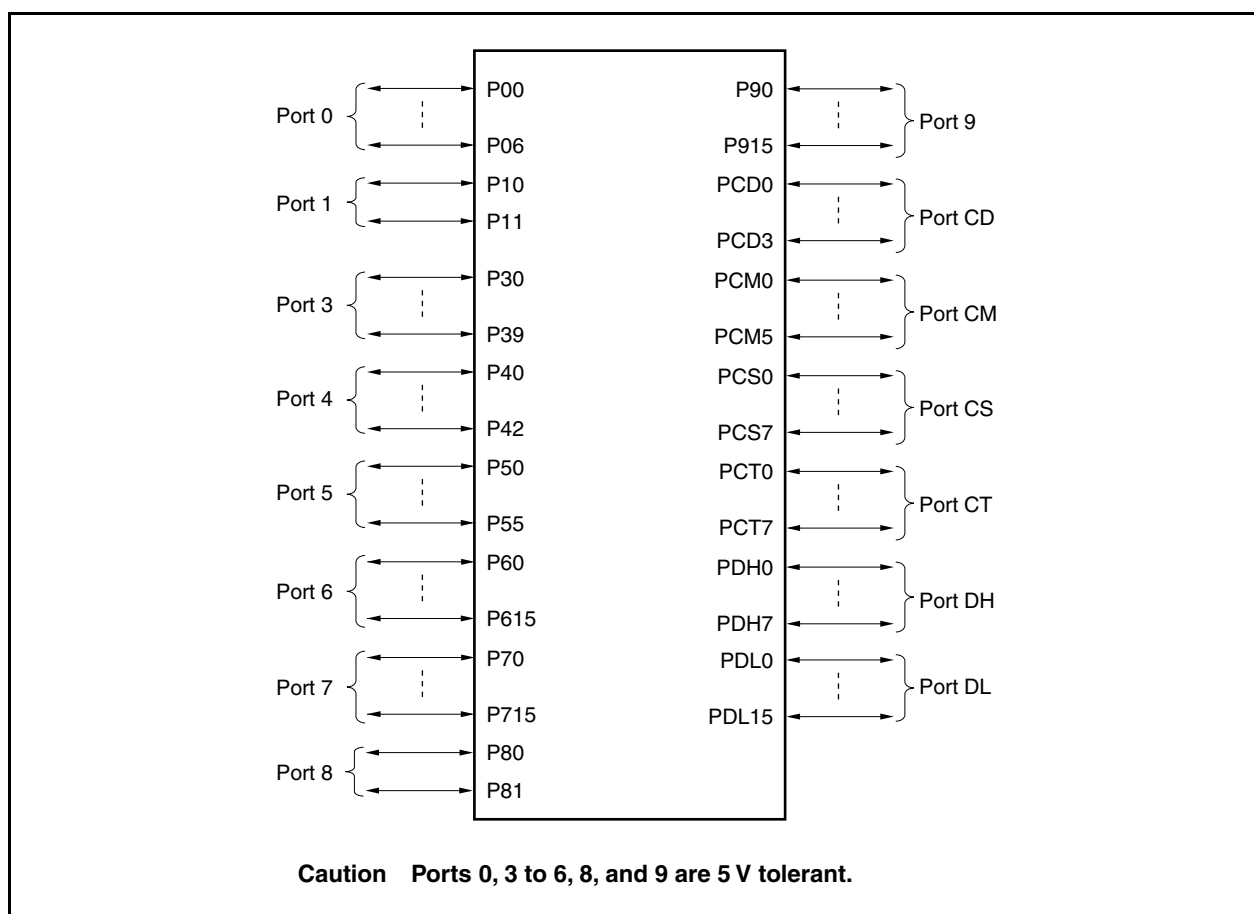 Port 0
P00
P06
Port 1
P10
P11
Port 3
P30
P39
Port 4
P40
P42
Port 5
P50
P55
Port 6
P60
P615
Port 7
P70
P715
Port 8
P80
P81
P90
P915
Port 9
PCD0
PCD3
Port CD
PCM0
PCM5
Port CM
PCS0
PCS7
Port CS
PCT0
PCT7
Port CT
PDH0
PDH7
Port DH
PDL0
PDL15
Port DL
Caution Ports 0, 3 to 6, 8, and 9 are 5 V tolerant.